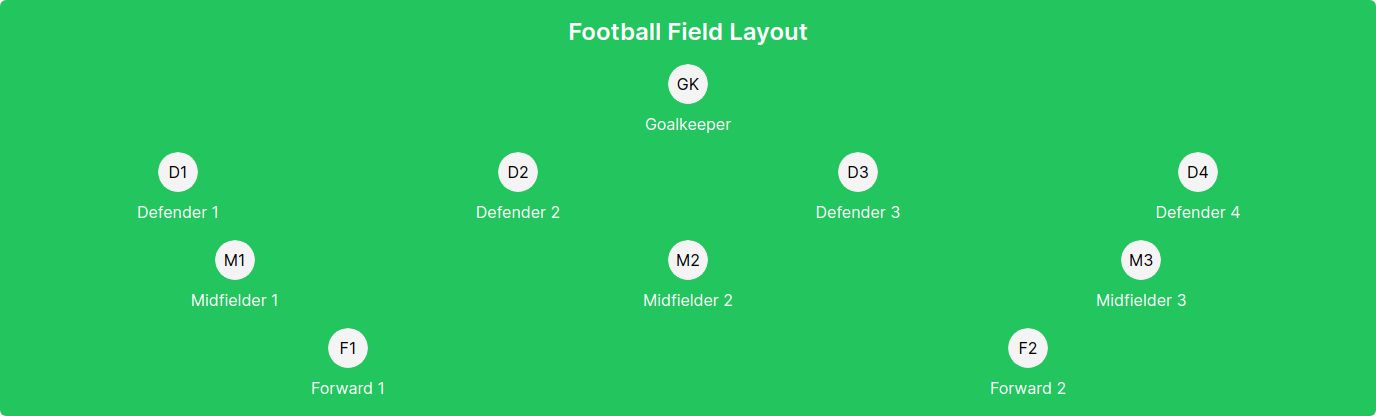 Football Field Layout
GK
Goalkeeper
D1 D2 D3 D4
Defender 1 Defender 2 Defender 3 Defender 4
M1 M2 M3
Midfielder 1 Midfielder 2 Midfielder 3
F1 F2
Forward 1 Forward 2